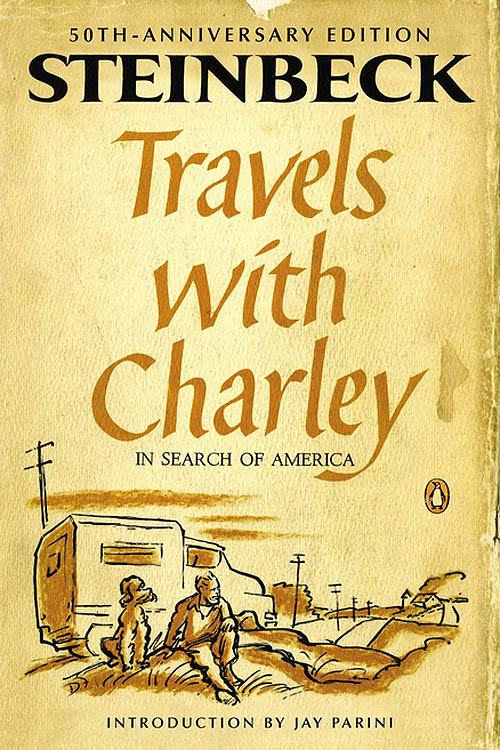 50TH-ANNIVERSARY EDITION
STEINBECK
Travels
with
Charley
IN SEARCH OF AMERICA
INTRODUCTION BY JAY PARINI